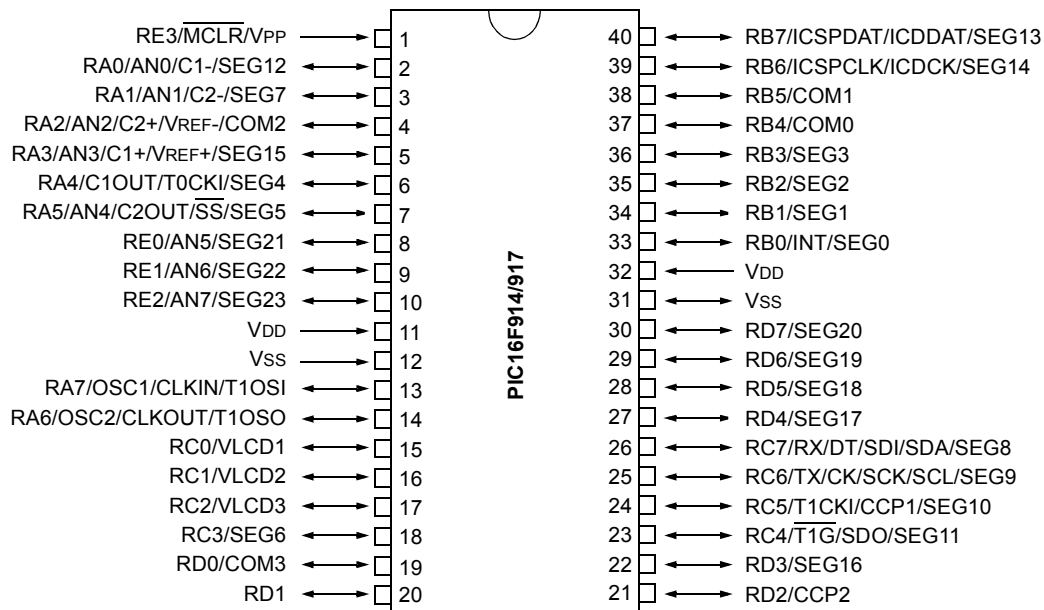 RE3/MCLR/VPP 1
RA0/AN0/C1-/SEG12 2
RA1/AN1/C2-/SEG7 3
RA2/AN2/C2+/VREF-/COM2 4
RA3/AN3/C1+/VREF+/SEG15 5
RA4/C1OUT/T0CKI/SEG4 6
RA5/AN4/C2OUT/SS/SEG5 7
RE0/AN5/SEG21 8
RE1/AN6/SEG22 9
RE2/AN7/SEG23 10
VDD 11
VSS 12
RA7/OSC1/CLKIN/T1OSI 13
RA6/OSC2/CLKOUT/T1OSO 14
RC0/VLCD1 15
RC1/VLCD2 16
RC2/VLCD3 17
RC3/SEG6 18
RD0/COM3 19
RD1 20
PIC16F914/917
40 RB7/ICSPDAT/ICDDAT/SEG13
39 RB6/ICSPCLK/ICDCK/SEG14
38 RB5/COM1
37 RB4/COM0
36 RB3/SEG3
35 RB2/SEG2
34 RB1/SEG1
33 RB0/INT/SEG0
32 VDD
31 VSS
30 RD7/SEG20
29 RD6/SEG19
28 RD5/SEG18
27 RD4/SEG17
26 RC7/RX/DT/SDI/SDA/SEG8
25 RC6/TX/CK/SCK/SCL/SEG9
24 RC5/T1CKI/CCP1/SEG10
23 RC4/T1G/SDO/SEG11
22 RD3/SEG16
21 RD2/CCP2